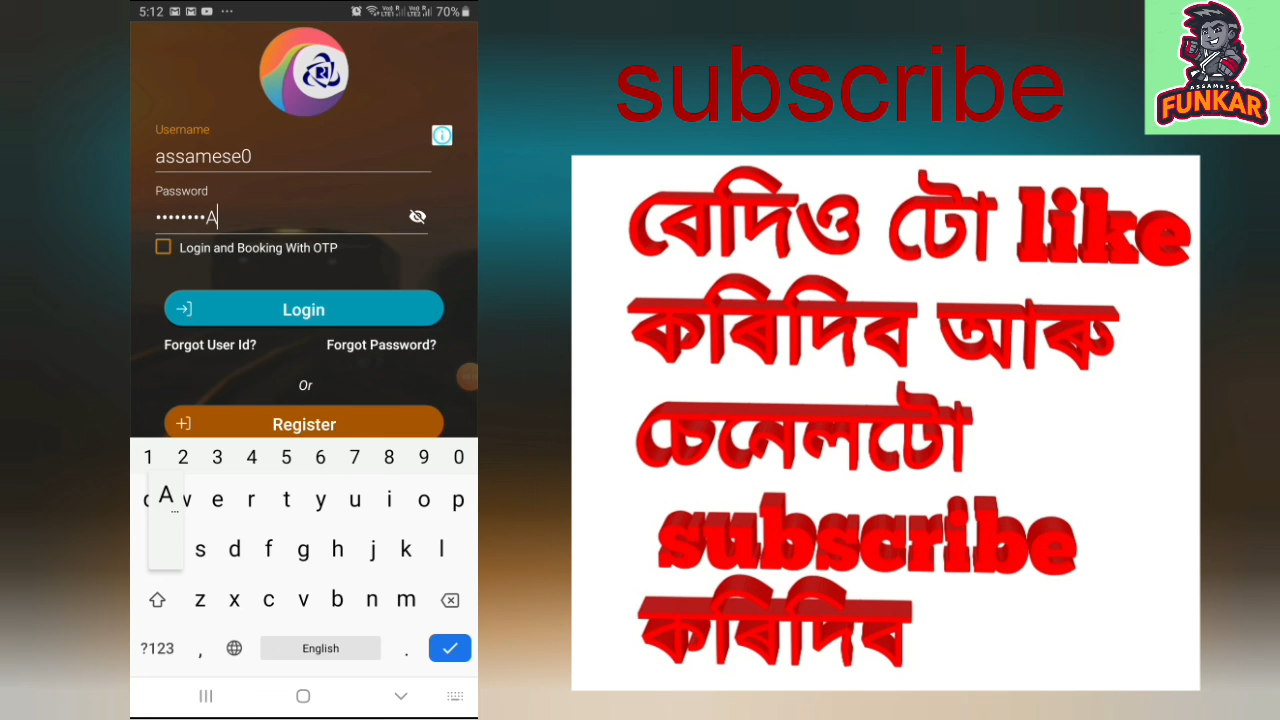 5:12
70%
Username
assamese0
Password
••••••••A
Login and Booking With OTP
Login
Forgot User Id?
Forgot Password?
Or
Register
1 2 3 4 5 6 7 8 9 0
A
w e r t y u i o p
s d f g h j k l
z x c v b n m
?123 , English .
subscribe
বেদিও টো like
কৰিদিব আৰু
চেনেলটো
subscribe
কৰিদিব
ASSAMESE
FUNKAR